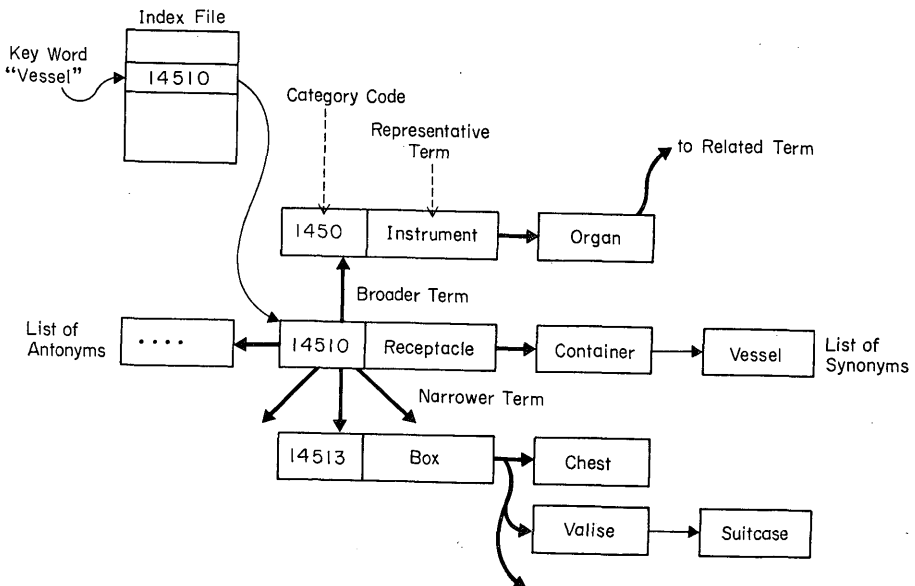 Index File
Key Word
“Vessel”
14510
Category Code
Representative
Term
to Related Term
1450
Instrument
Organ
Broader Term
List of
Antonyms
....
14510
Receptacle
Container
Vessel
List of
Synonyms
Narrower Term
14513
Box
Chest
Valise
Suitcase